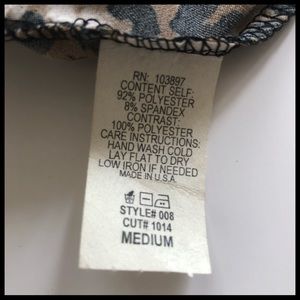 RN: 103897
CONTENT SELF:
92% POLYESTER
8% SPANDEX
CONTRAST:
100% POLYESTER
CARE INSTRUCTIONS:
HAND WASH COLD
LAY FLAT TO DRY
LOW IRON IF NEEDED
MADE IN U.S.A.
STYLE# 008
CUT# 1014
MEDIUM